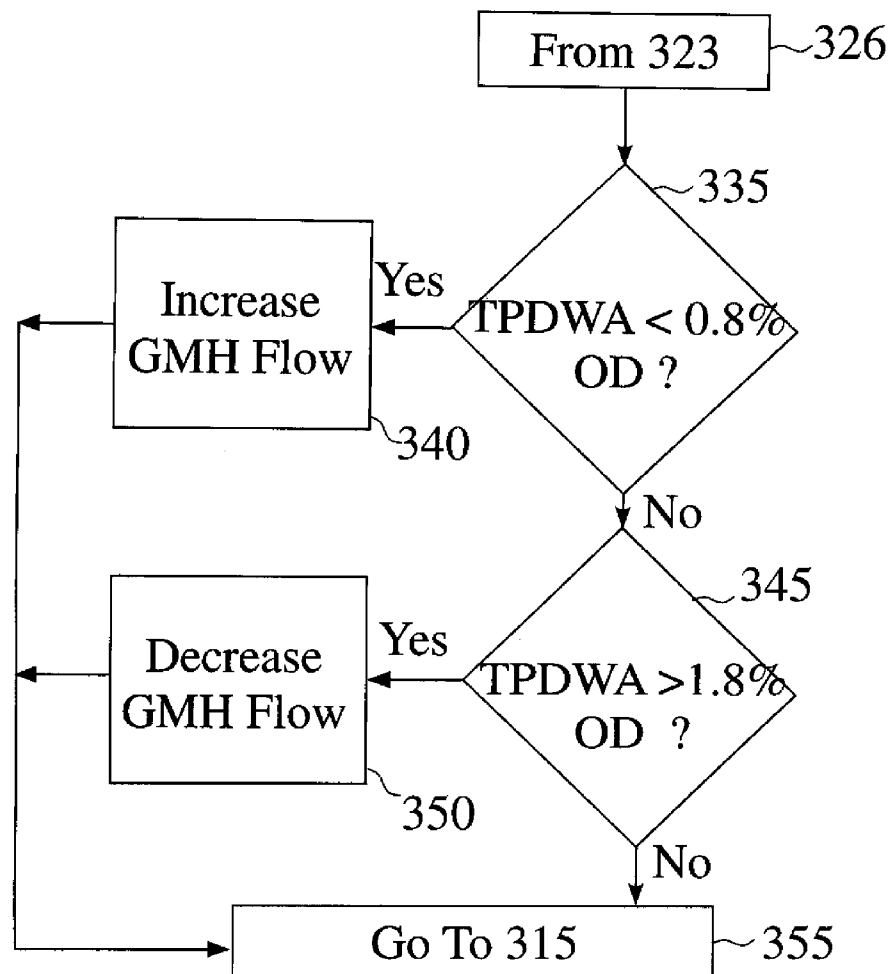 From 323
326
335
Yes
TPDWA < 0.8%
OD ?
Increase
GMH Flow
340
No
345
Yes
TPDWA >1.8%
OD ?
Decrease
GMH Flow
350
No
Go To 315
355